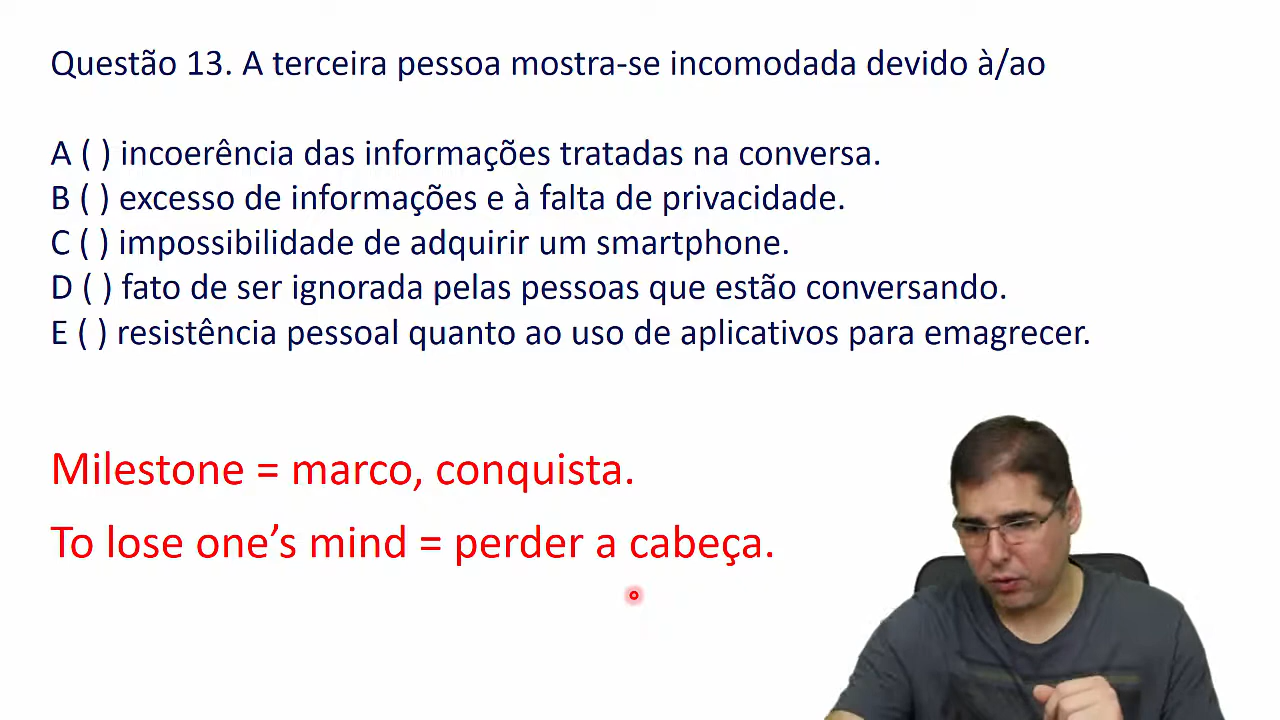 Questão 13. A terceira pessoa mostra-se incomodada devido à/ao
A ( ) incoerência das informações tratadas na conversa.
B ( ) excesso de informações e à falta de privacidade.
C ( ) impossibilidade de adquirir um smartphone.
D ( ) fato de ser ignorada pelas pessoas que estão conversando.
E ( ) resistência pessoal quanto ao uso de aplicativos para emagrecer.
Milestone = marco, conquista.
To lose one’s mind = perder a cabeça.